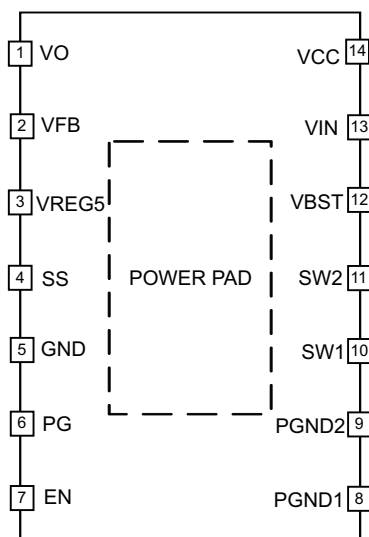 1 VO
VCC 14
2 VFB
VIN 13
3 VREG5
VBST 12
4 SS
POWER PAD
SW2 11
5 GND
SW1 10
6 PG
PGND2 9
7 EN
PGND1 8